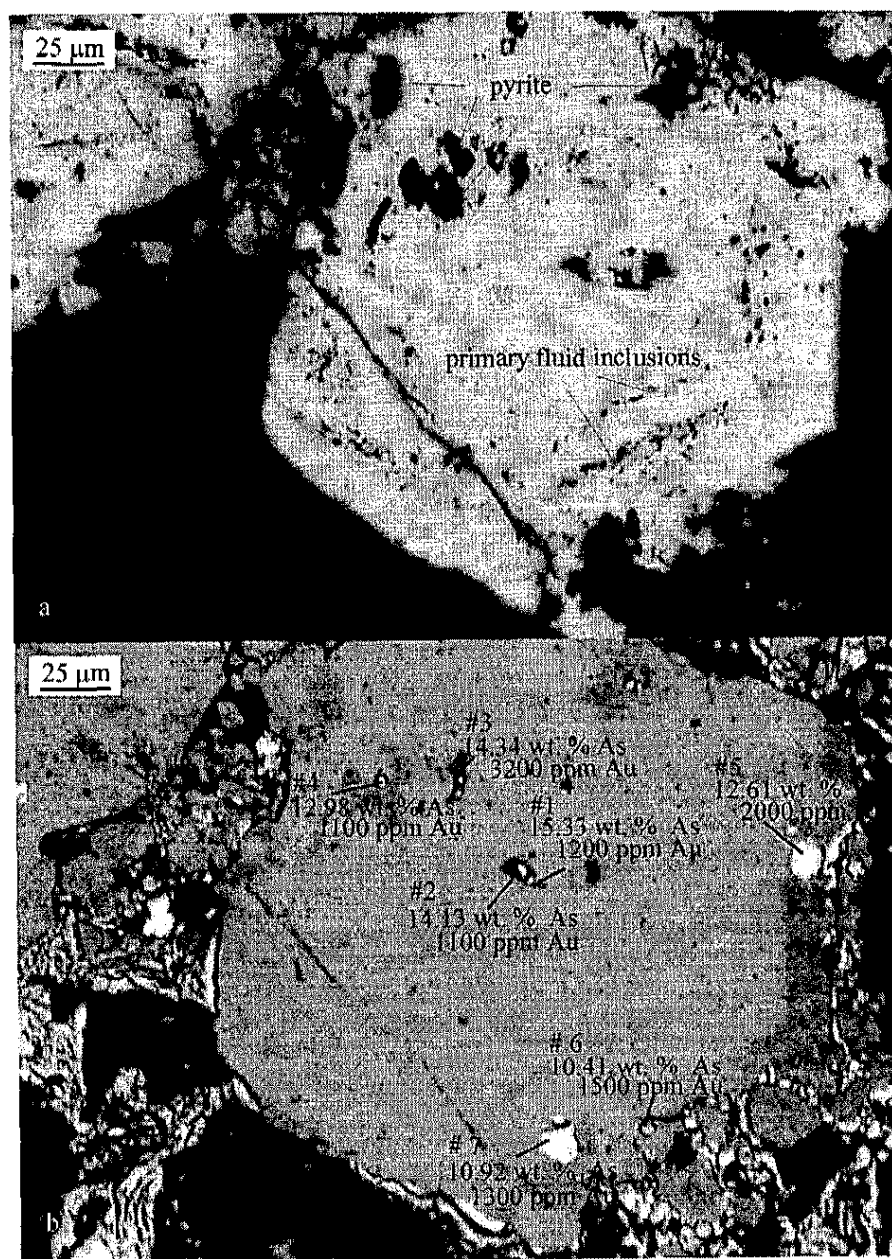 25 µm
pyrite
primary fluid inclusions
a
25 µm
#3
14.34 wt. % As
3200 ppm Au
#4
12.98 wt. % As
1100 ppm Au
#5
12.61 wt. %
2000 ppm
#1
15.33 wt. % As
1200 ppm Au
#2
14.13 wt. % As
1100 ppm Au
#6
10.41 wt. % As
1500 ppm Au
#7
10.92 wt. % As
1300 ppm Au
b